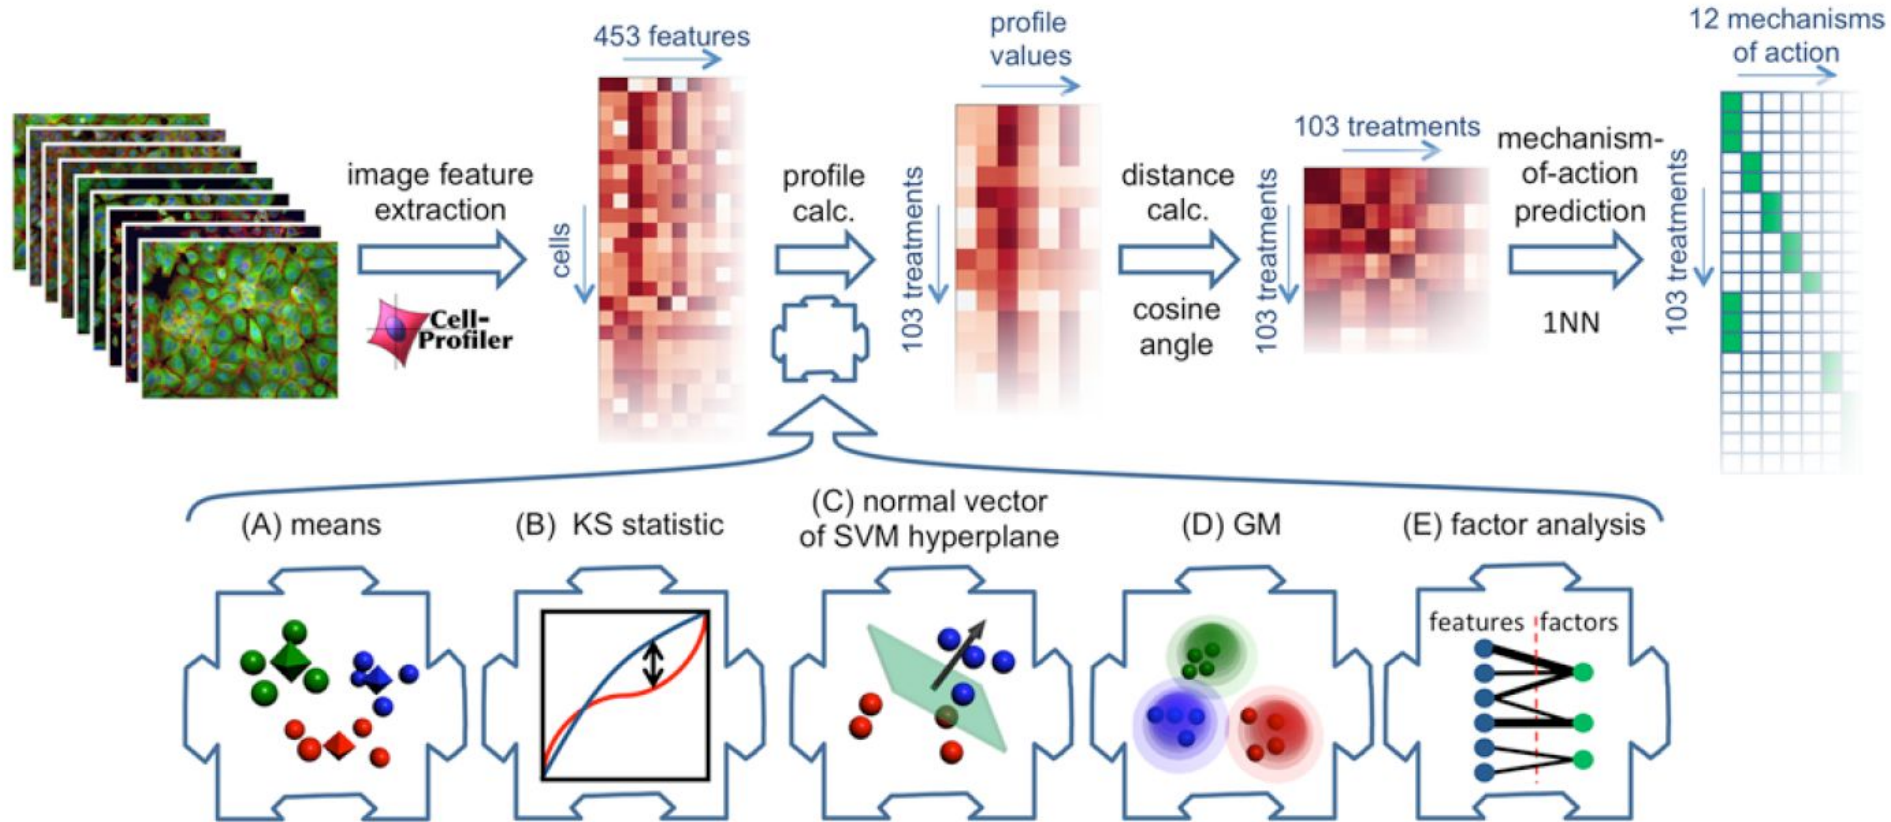 453 features
cells
image feature
extraction
Cell-
Profiler
profile
calc.
profile
values
103 treatments
distance
calc.
cosine
angle
103 treatments
103 treatments
mechanism-
of-action
prediction
1NN
12 mechanisms
of action
103 treatments
(A) means
(B) KS statistic
(C) normal vector
of SVM hyperplane
(D) GM
(E) factor analysis
features factors